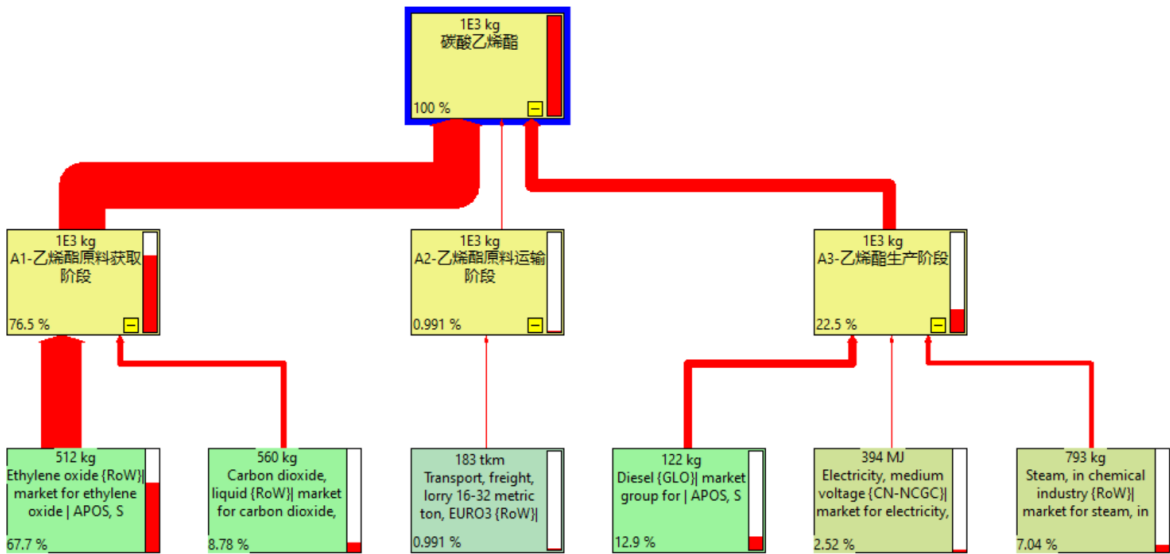 1E3 kg
碳酸乙烯酯
100 %
1E3 kg
A1-乙烯酯原料获取
阶段
76.5 %
1E3 kg
A2-乙烯酯原料运输
阶段
0.991 %
1E3 kg
A3-乙烯酯生产阶段
22.5 %
512 kg
Ethylene oxide {RoW}|
market for ethylene
oxide | APOS, S
67.7 %
560 kg
Carbon dioxide,
liquid {RoW}| market
for carbon dioxide,
8.78 %
183 tkm
Transport, freight,
lorry 16-32 metric
ton, EURO3 {RoW}|
0.991 %
122 kg
Diesel {GLO}| market
group for | APOS, S
12.9 %
394 MJ
Electricity, medium
voltage {CN-NCGC}|
market for electricity,
2.52 %
793 kg
Steam, in chemical
industry {RoW}|
market for steam, in
7.04 %